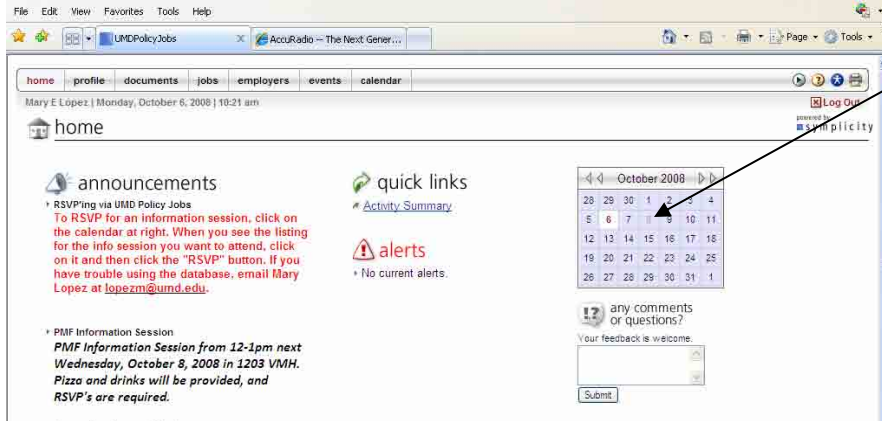 File Edit View Favorites Tools Help
UMDPolicyJobs x AccuRadio -- The Next Gener... Page Tools
home profile documents jobs employers events calendar
Mary E Lopez | Monday, October 6, 2008 | 10:21 am
Log Out
home
powered by
symplicity
announcements
RSVP'ing via UMD Policy Jobs
To RSVP for an information session, click on
the calendar at right. When you see the listing
for the info session you want to attend, click
on it and then click the "RSVP" button. If you
have trouble using the database, email Mary
Lopez at lopezm@umd.edu.
PMF Information Session
PMF Information Session from 12-1pm next
Wednesday, October 8, 2008 in 1203 VMH.
Pizza and drinks will be provided, and
RSVP's are required.
quick links
Activity Summary
alerts
No current alerts.
October 2008
28 29 30 1 2 3 4
5 6 7 8 9 10 11
12 13 14 15 16 17 18
19 20 21 22 23 24 25
26 27 28 29 30 31 1
!?
any comments
or questions?
Your feedback is welcome.
Submit